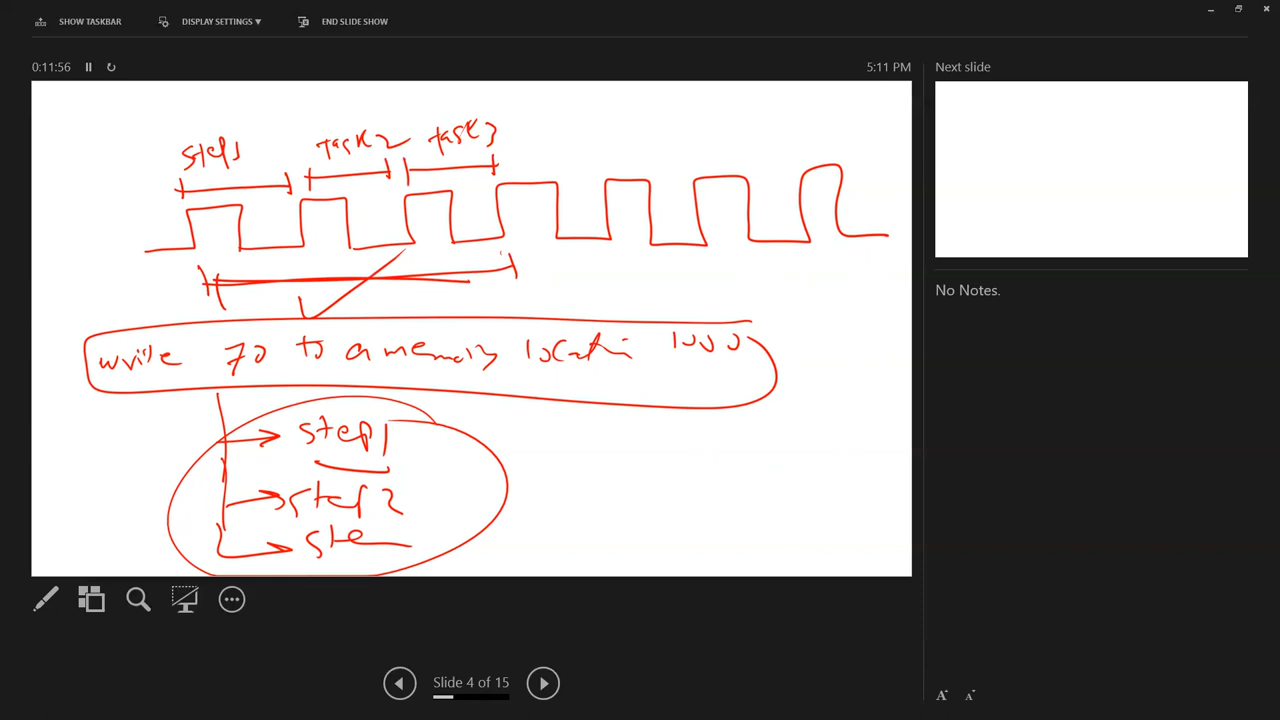 SHOW TASKBAR DISPLAY SETTINGS ▼ END SLIDE SHOW
0:11:56 5:11 PM
Next slide
step1 task2 task3
write 70 to a memory location 1000
step1
step2
ste
No Notes.
Slide 4 of 15
A A